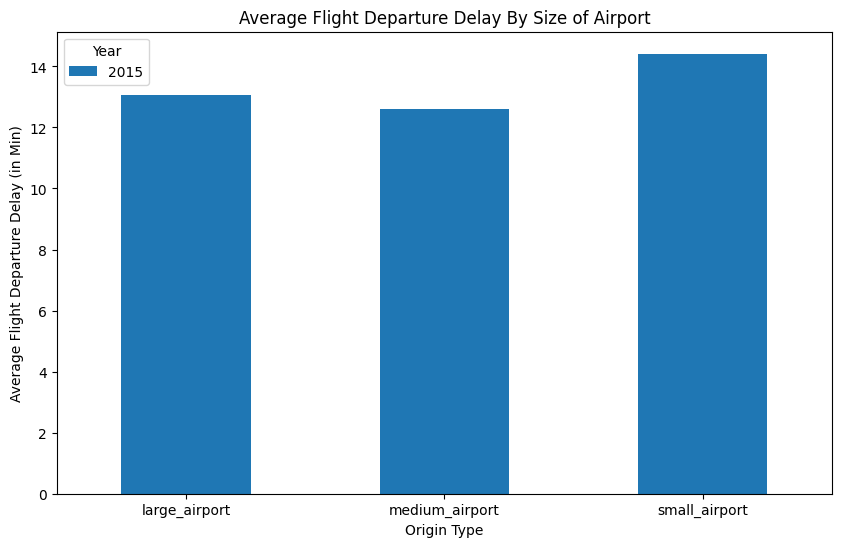 Average Flight Departure Delay By Size of Airport
Year
2015
Average Flight Departure Delay (in Min)
14
12
10
8
6
4
2
0
large_airport
medium_airport
small_airport
Origin Type